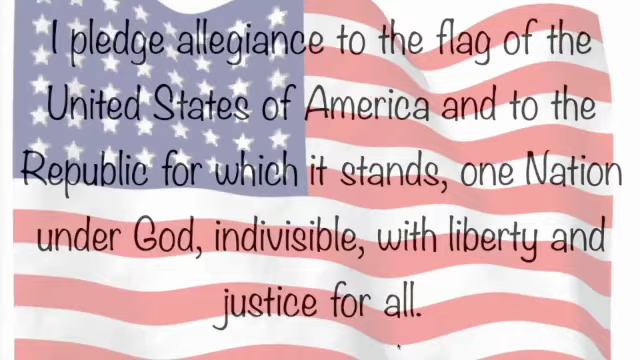 I pledge allegiance to the flag of the
United States of America and to the
Republic for which it stands, one Nation
under God, indivisible, with liberty and
justice for all.